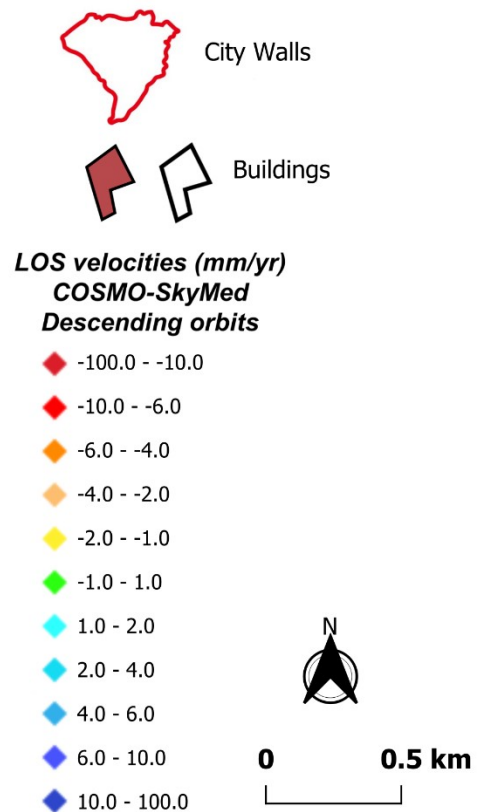 City Walls
Buildings
LOS velocities (mm/yr)
COSMO-SkyMed
Descending orbits
-100.0 - -10.0
-10.0 - -6.0
-6.0 - -4.0
-4.0 - -2.0
-2.0 - -1.0
-1.0 - 1.0
1.0 - 2.0
2.0 - 4.0
4.0 - 6.0
6.0 - 10.0
10.0 - 100.0
N
0 0.5 km